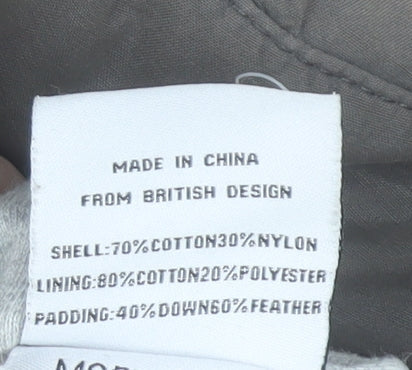 MADE IN CHINA
FROM BRITISH DESIGN
SHELL:70%COTTON30%NYLON
LINING:80%COTTON20%POLYESTER
PADDING:40%DOWN60%FEATHER